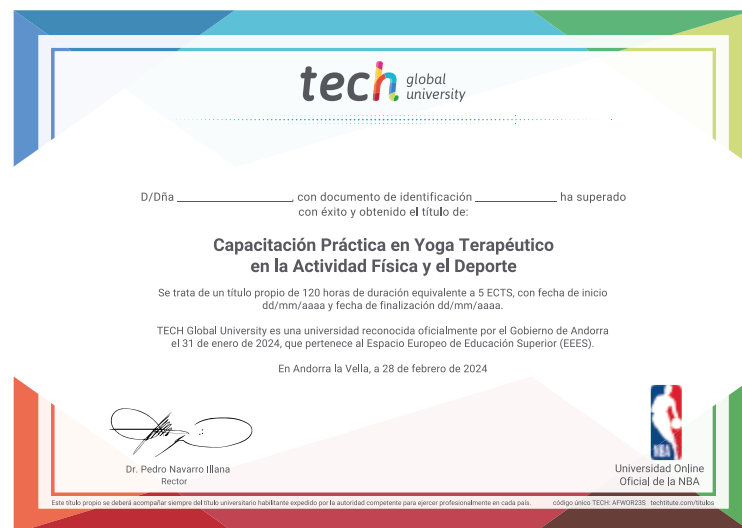 tech global university
D/Dña ____________________, con documento de identificación ______________ ha superado
con éxito y obtenido el título de:
Capacitación Práctica en Yoga Terapéutico
en la Actividad Física y el Deporte
Se trata de un título propio de 120 horas de duración equivalente a 5 ECTS, con fecha de inicio
dd/mm/aaaa y fecha de finalización dd/mm/aaaa.
TECH Global University es una universidad reconocida oficialmente por el Gobierno de Andorra
el 31 de enero de 2024, que pertenece al Espacio Europeo de Educación Superior (EEES).
En Andorra la Vella, a 28 de febrero de 2024
Dr. Pedro Navarro Illana
Rector
NBA
Universidad Online
Oficial de la NBA
Este título propio se deberá acompañar siempre del título universitario habilitante expedido por la autoridad competente para ejercer profesionalmente en cada país. código único TECH: AFWOR23S techtitute.com/titulos